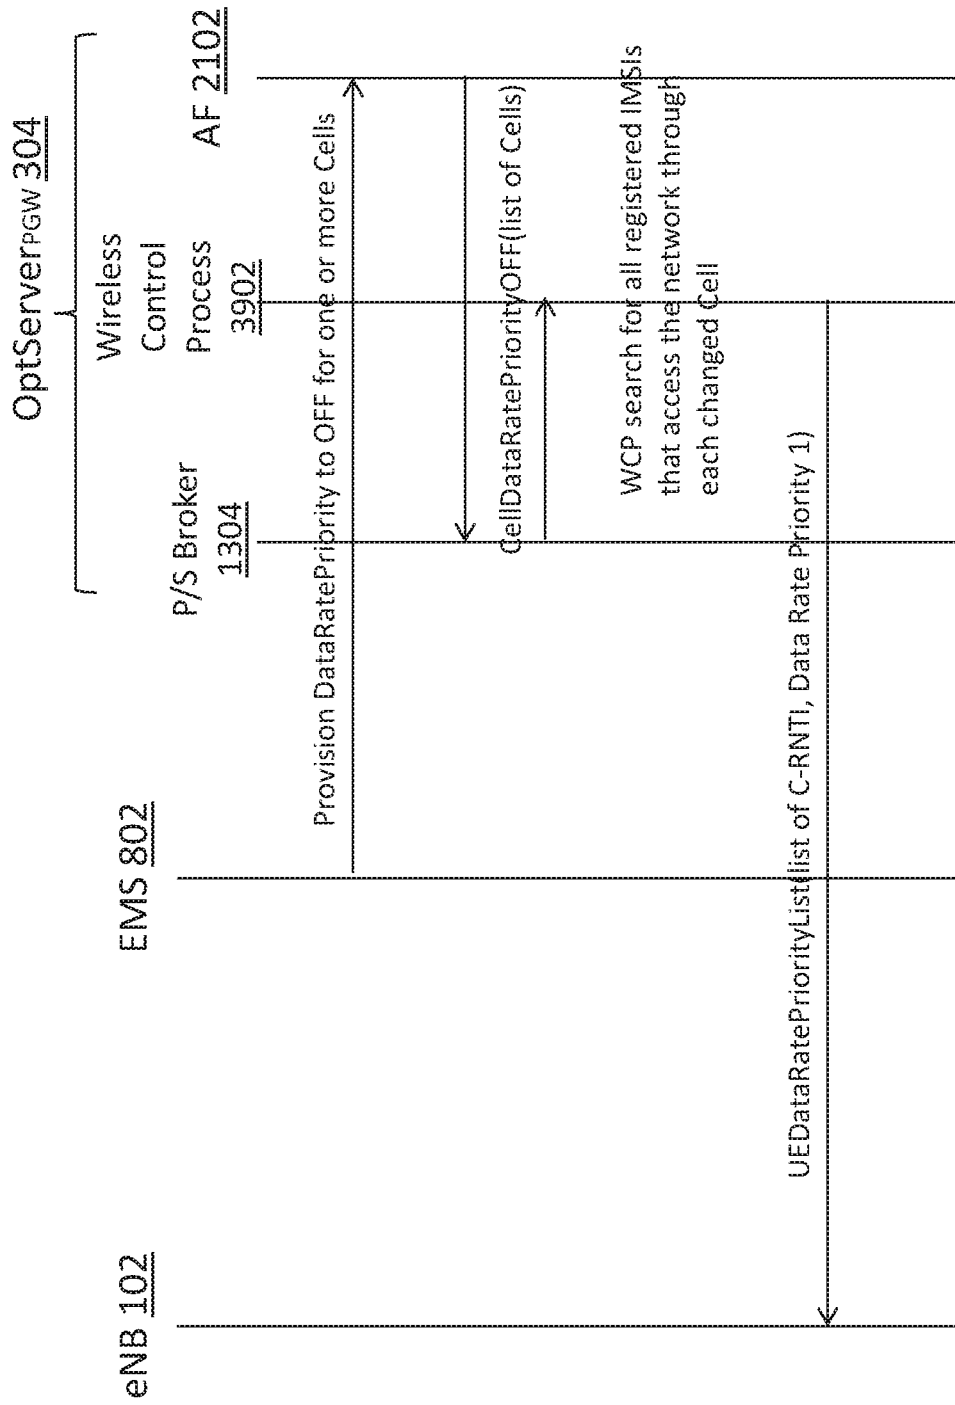 OptServerPGW 304
eNB 102
EMS 802
P/S Broker
1304
Wireless
Control
Process
3902
AF 2102
Provision DataRatePriority to OFF for one or more Cells
CellDataRatePriorityOFF(list of Cells)
WCP search for all registered IMSIs
that access the network through
each changed Cell
UEDataRatePriorityList(list of C-RNTI, Data Rate Priority 1)